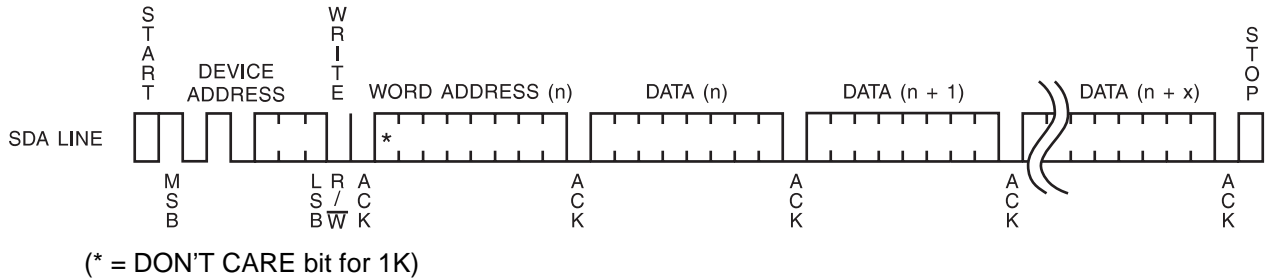 START
WRITE
STOP
DEVICE
ADDRESS
WORD ADDRESS (n)
DATA (n)
DATA (n + 1)
DATA (n + x)
SDA LINE
*
MSB
LSB
R/W
ACK
ACK
ACK
ACK
ACK
(* = DON'T CARE bit for 1K)